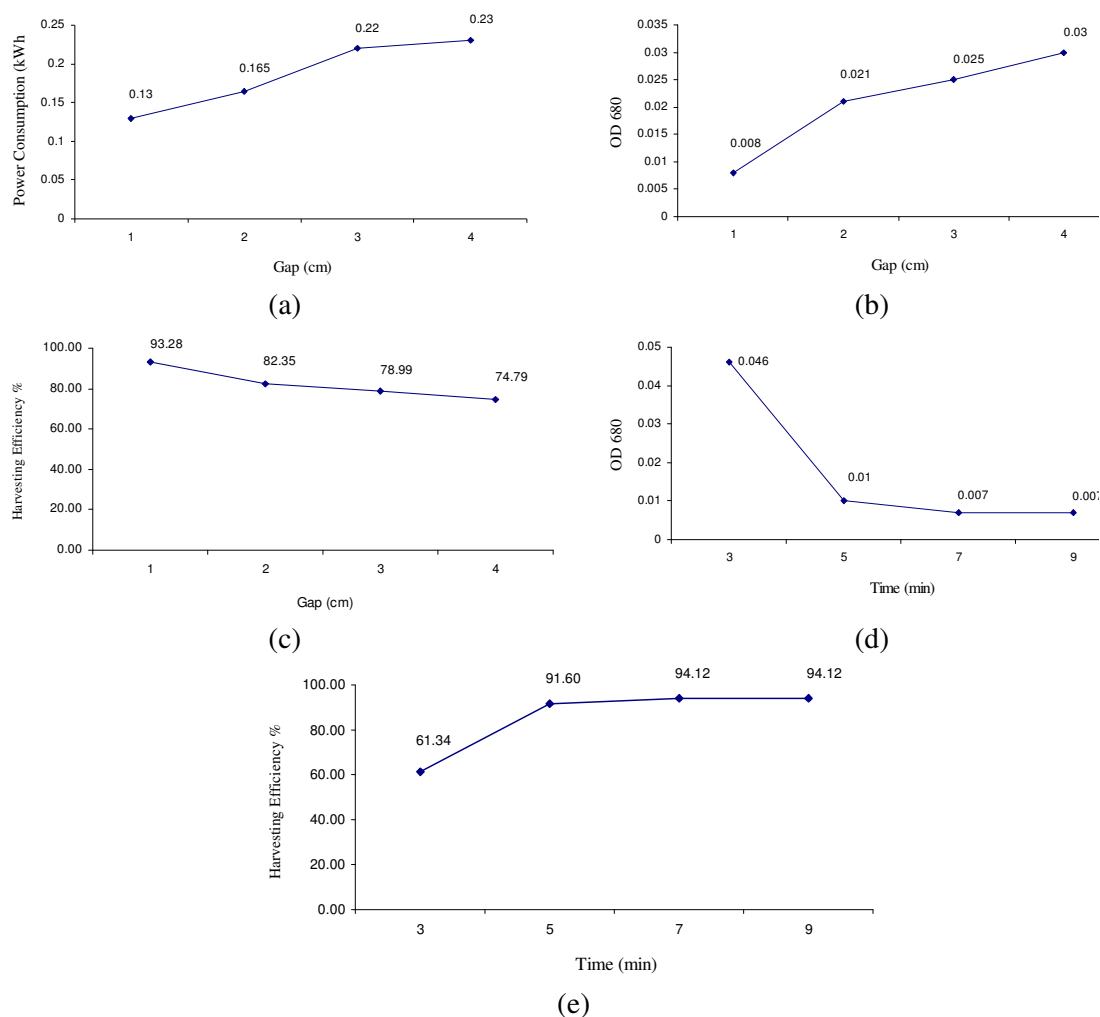 0.25
0.2
0.15
0.1
0.05
0
0.13
0.165
0.22
0.23
1 2 3 4
Power Consumption (kWh
Gap (cm)
(a)
0.035
0.03
0.025
0.02
0.015
0.01
0.005
0
0.008
0.021
0.025
0.03
1 2 3 4
OD 680
Gap (cm)
(b)
100.00
80.00
60.00
40.00
20.00
0.00
93.28
82.35
78.99
74.79
1 2 3 4
Harvesting Efficiency %
Gap (cm)
(c)
0.05
0.04
0.03
0.02
0.01
0
0.046
0.01
0.007
0.007
3 5 7 9
OD 680
Time (min)
(d)
100.00
80.00
60.00
40.00
20.00
0.00
61.34
91.60
94.12
94.12
3 5 7 9
Harvesting Efficiency %
Time (min)
(e)